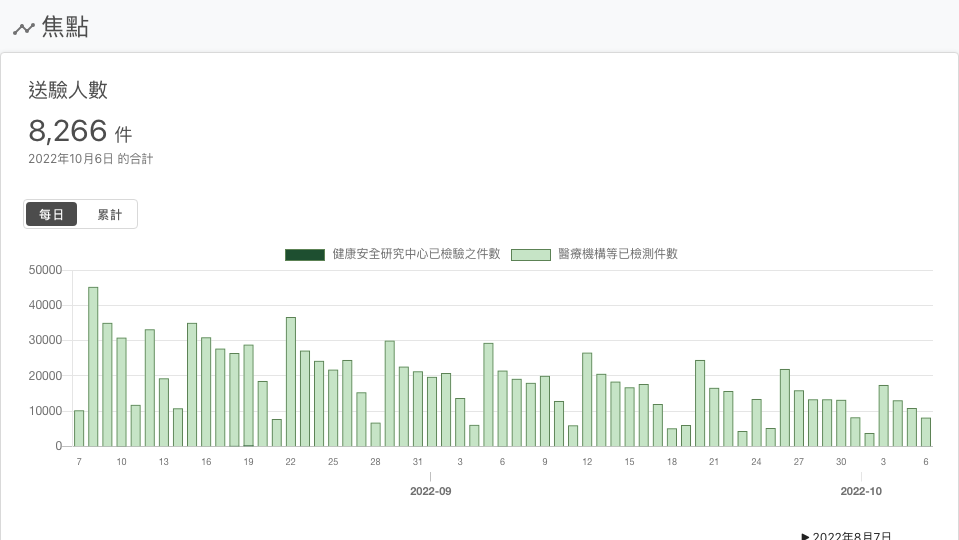 焦點
送驗人數
8,266 件
2022年10月6日 的合計
每日 累計
健康安全研究中心已檢驗之件數 醫療機構等已檢測件數
50000
40000
30000
20000
10000
0
7 10 13 16 19 22 25 28 31 3 6 9 12 15 18 21 24 27 30 3 6
2022-09 2022-10
▶ 2022年8月7日